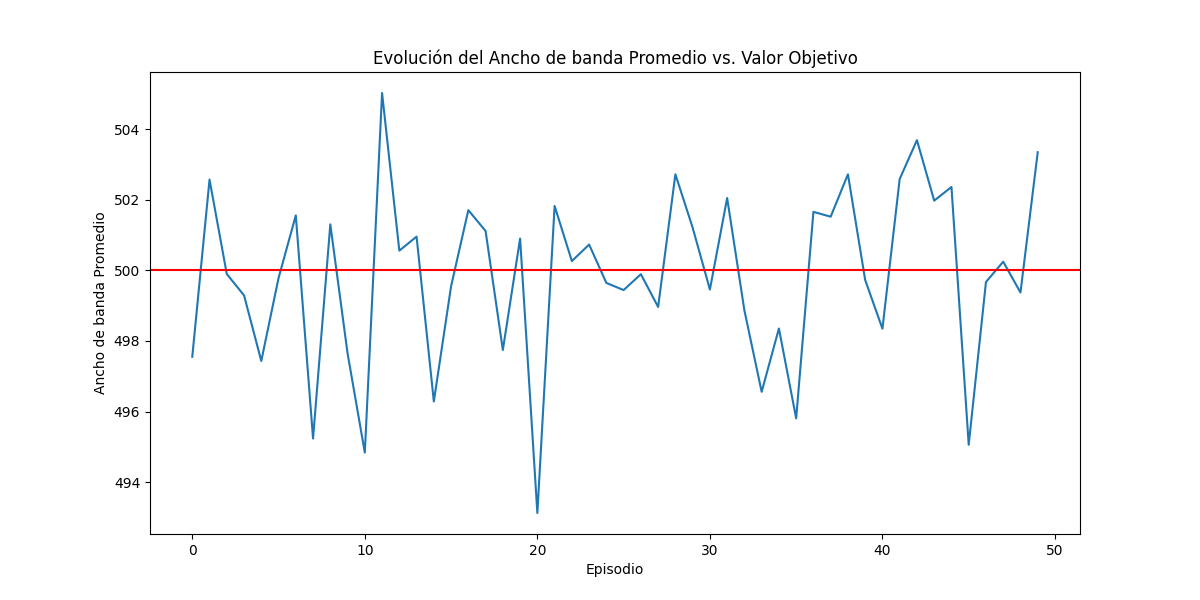 Evolución del Ancho de banda Promedio vs. Valor Objetivo
Ancho de banda Promedio
504
502
500
498
496
494
0 10 20 30 40 50
Episodio